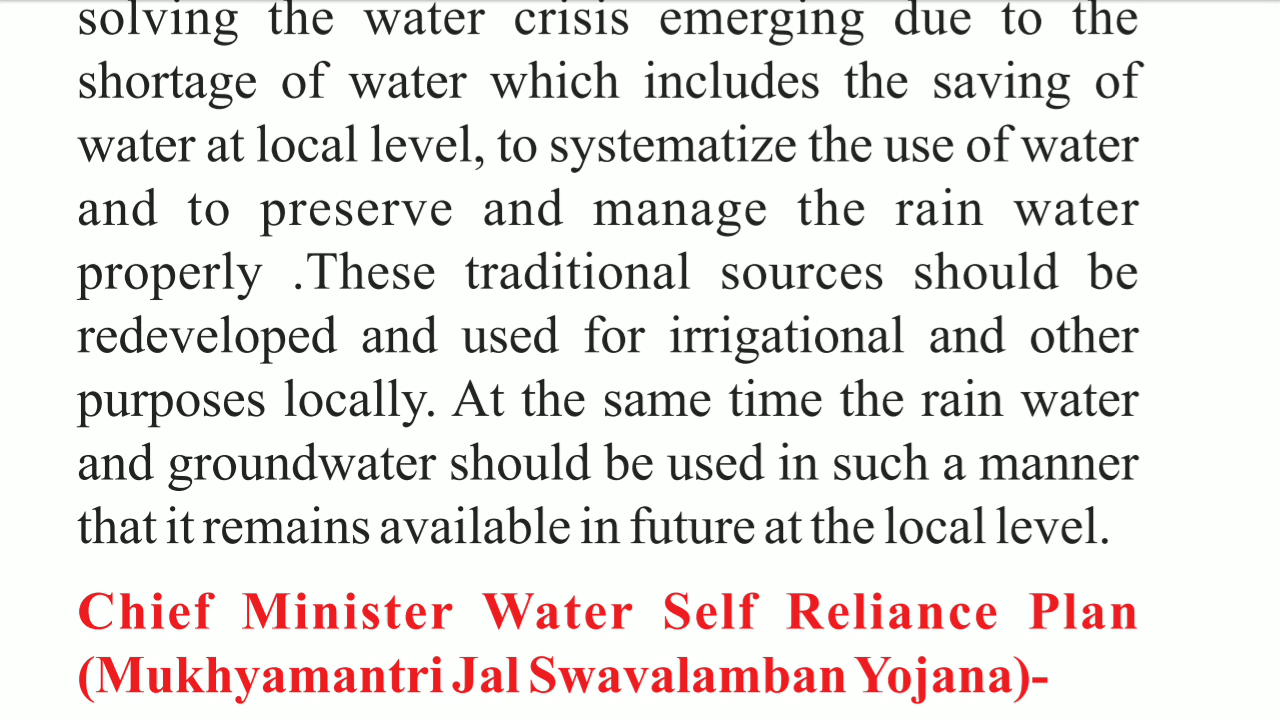 solving the water crisis emerging due to the
shortage of water which includes the saving of
water at local level, to systematize the use of water
and to preserve and manage the rain water
properly .These traditional sources should be
redeveloped and used for irrigational and other
purposes locally. At the same time the rain water
and groundwater should be used in such a manner
that it remains available in future at the local level.
Chief Minister Water Self Reliance Plan
(Mukhyamantri Jal Swavalamban Yojana)-